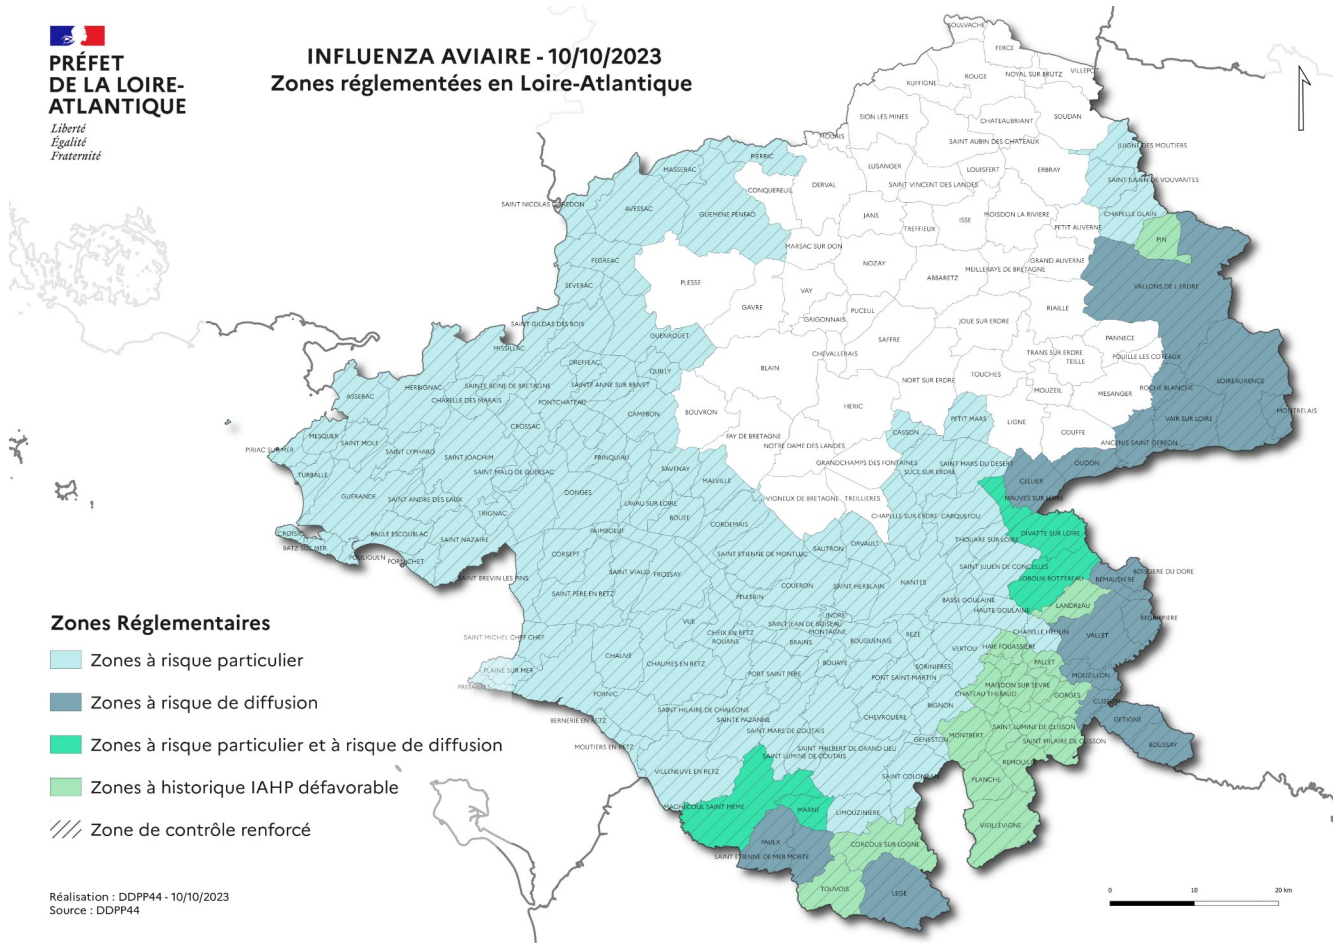 PRÉFET
DE LA LOIRE-
ATLANTIQUE
Liberté
Égalité
Fraternité
INFLUENZA AVIAIRE - 10/10/2023
Zones réglementées en Loire-Atlantique
SOULVACHE
FERCE
ROUGE
NOYAL SUR BRUTZ
VILLEPOT
RUFFIGNE
SION LES MINES
CHATEAUBRIANT
SOUDAN
MOUAIS
SAINT AUBIN DES CHATEAUX
JUIGNE DES MOUTIERS
PIERRIC
MASSERAC
LUSANGER
LOUISFERT
ERBRAY
SAINT JULIEN DE VOUVANTES
CONQUEREUIL
DERVAL
SAINT VINCENT DES LANDES
SAINT NICOLAS DE REDON
AVESSAC
GUEMENE PENFAO
JANS
ISSE
MOISDON LA RIVIERE
CHAPELLE GLAIN
TREFFIEUX
PETIT AUVERNE
PIN
MARSAC SUR DON
FEGREAC
NOZAY
GRAND AUVERNE
MEILLERAYE DE BRETAGNE
ABBARETZ
PLESSE
SEVERAC
VAY
VALLONS DE L ERDRE
GAVRE
PUCEUL
RIAILLE
GRIGONNAIS
JOUE SUR ERDRE
SAINT GILDAS DES BOIS
GUENROUET
SAFFRE
PANNECE
MISSILLAC
CHEVALLERAIS
TRANS SUR ERDRE
POUILLE LES COTEAUX
TEILLE
DREFFEAC
BLAIN
QUILLY
TOUCHES
NORT SUR ERDRE
LOIREAUXENCE
HERBIGNAC
SAINTE REINE DE BRETAGNE
SAINTE ANNE SUR BRIVET
ROCHE BLANCHE
MOUZEIL
MESANGER
ASSERAC
CHAPELLE DES MARAIS
PONTCHATEAU
HERIC
MONTRELAIS
CAMPBON
BOUVRON
PETIT MARS
LIGNE
VAIR SUR LOIRE
CROSSAC
CASSON
COUFFE
MESQUER
FAY DE BRETAGNE
SAINT MOLF
NOTRE DAME DES LANDES
ANCENIS SAINT GEREON
PIRIAC SUR MER
SAINT LYPHARD
SAINT JOACHIM
PRINQUIAU
GRANDCHAMPS DES FONTAINES
SAINT MARS DU DESERT
OUDON
SAVENAY
SUCE SUR ERDRE
TURBALLE
SAINT MALO DE GUERSAC
MALVILLE
CELLIER
GUERANDE
SAINT ANDRE DES EAUX
DONGES
LAVAU SUR LOIRE
VIGNEUX DE BRETAGNE
TREILLIERES
MAUVES SUR LOIRE
TRIGNAC
BOUEE
CHAPELLE SUR ERDRE
CARQUEFOU
CORDEMAIS
CROISIC
BAULE ESCOUBLAC
SAINT NAZAIRE
PAIMBOEUF
DIVATTE SUR LOIRE
BATZ SUR MER
THOUARE SUR LOIRE
POULIGUEN
PORNICHET
CORSEPT
SAINT ETIENNE DE MONTLUC
SAUTRON
ORVAULT
SAINT JULIEN DE CONCELLES
SAINT BREVIN LES PINS
SAINT VIAUD
FROSSAY
LOROUX BOTTEREAU
REMAUDIERE
BOISSIERE DU DORE
COUERON
SAINT HERBLAIN
NANTES
SAINT PERE EN RETZ
PELLERIN
BASSE GOULAINE
HAUTE GOULAINE
LANDREAU
INDRE
SAINT JEAN DE BOISEAU
REGRIPPIERE
VUE
CHEIX EN RETZ
MONTAGNE
REZE
CHAPELLE HEULIN
VALLET
SAINT MICHEL CHEF CHEF
ROUANS
BRAINS
BOUGUENAIS
VERTOU
HAIE FOUASSIERE
CHAUVE
CHAUMES EN RETZ
BOUAYE
SORINIERES
PALLET
PLAINE SUR MER
PORT SAINT PERE
PONT SAINT MARTIN
MOUZILLON
PREFAILLES
MAISDON SUR SEVRE
PORNIC
CHATEAU THEBAUD
GORGES
CLISSON
SAINT HILAIRE DE CHALEONS
BIGNON
BERNERIE EN RETZ
SAINTE PAZANNE
CHEVROLIERE
GETIGNE
SAINT MARS DE COUTAIS
SAINT LUMINE DE CLISSON
MONTBERT
MOUTIERS EN RETZ
SAINT PHILBERT DE GRAND LIEU
GENESTON
SAINT HILAIRE DE CLISSON
BOUSSAY
SAINT LUMINE DE COUTAIS
REMOUILLE
VILLENEUVE EN RETZ
SAINT COLOMBAN
PLANCHE
MACHECOUL SAINT MEME
MARNE
LIMOUZINIERE
VIEILLEVIGNE
PAULX
CORCOUE SUR LOGNE
SAINT ETIENNE DE MER MORTE
TOUVOIS
LEGE
Zones Réglementaires
Zones à risque particulier
Zones à risque de diffusion
Zones à risque particulier et à risque de diffusion
Zones à historique IAHP défavorable
Zone de contrôle renforcé
Réalisation : DDPP44 - 10/10/2023
Source : DDPP44
0 10 20 km